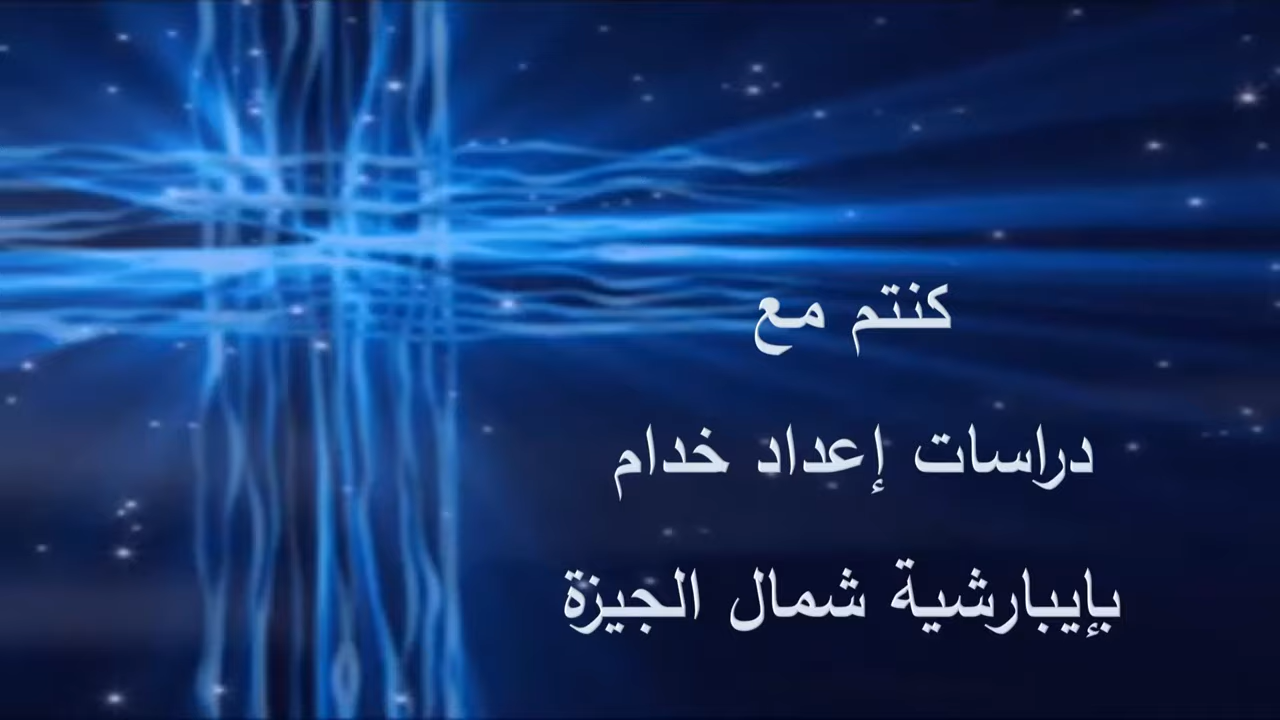 كنتم مع
دراسات إعداد خدام
بإيبارشية شمال الجيزة